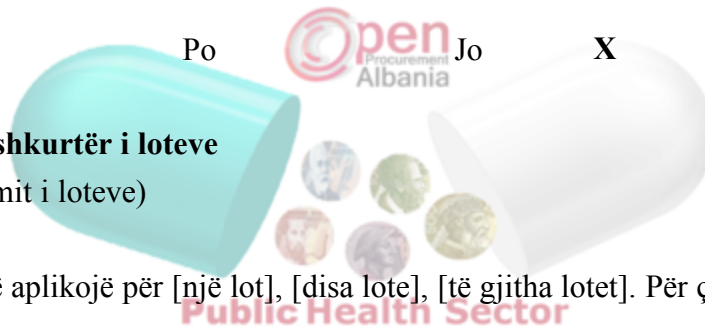 Po Open Procurement Albania Jo X
shkurtër i loteve
mit i loteve)
aplikojë për [një lot], [disa lote], [të gjitha lotet]. Për
Public Health Sector